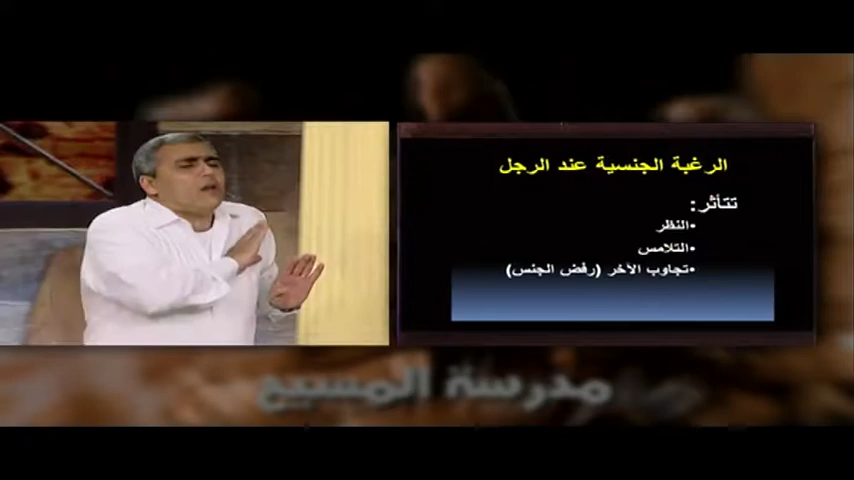 الرغبة الجنسية عند الرجل
تتأثر:
•النظر
•التلامس
•تجاوب الآخر (رفض الجنس)
مدرسة المسيح